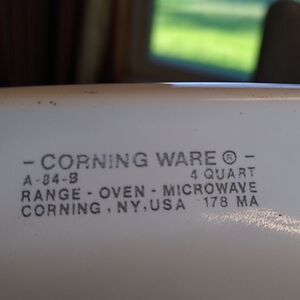 - CORNING WARE ® -
A-84-B 4 QUART
RANGE - OVEN - MICROWAVE
CORNING, NY, USA 178 MA